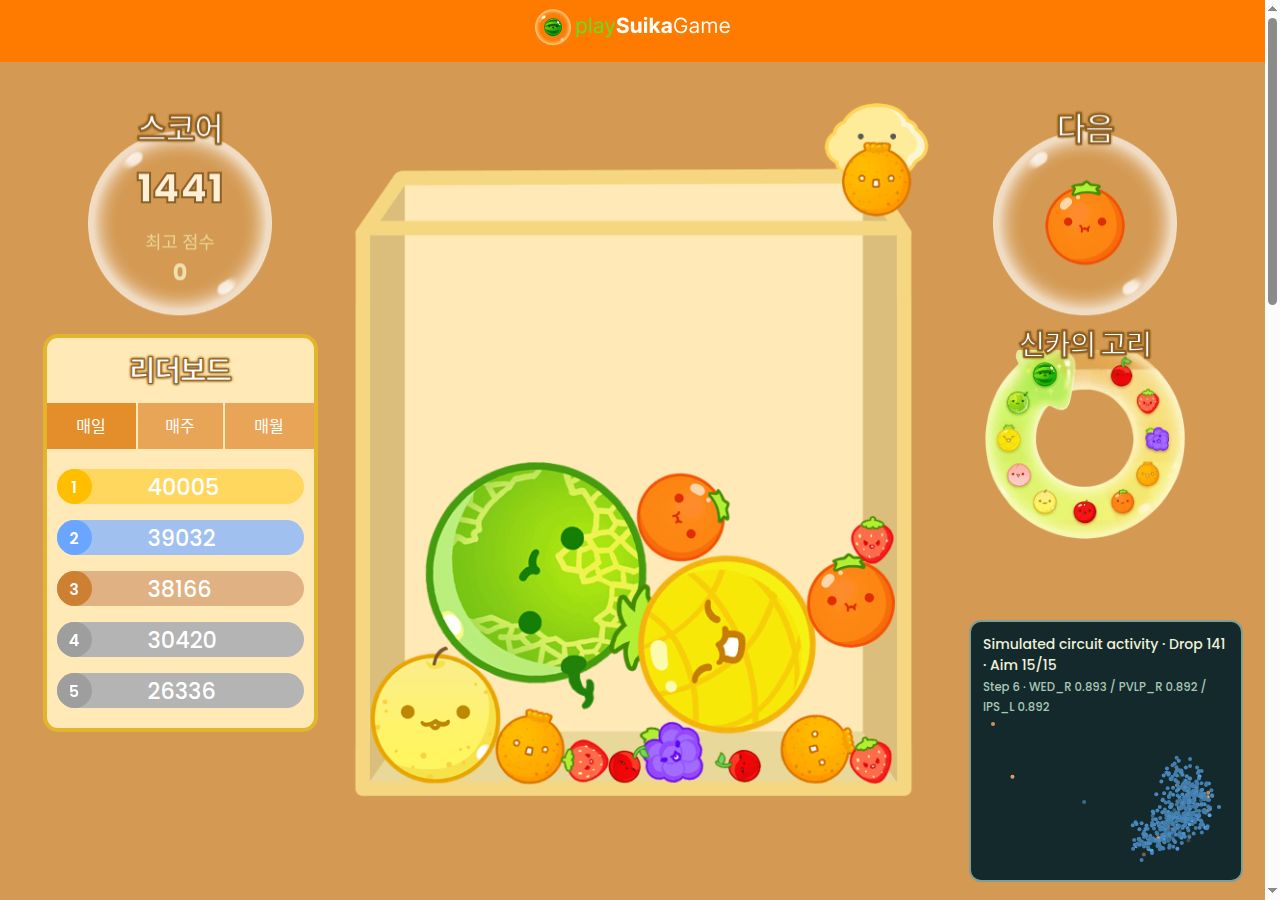 playSuikaGame
스코어
1441
최고 점수
0
리더보드
매일
매주
매월
1 40005
2 39032
3 38166
4 30420
5 26336
다음
신카의 고리
Simulated circuit activity · Drop 141
· Aim 15/15
Step 6 · WED_R 0.893 / PVLP_R 0.892 /
IPS_L 0.892